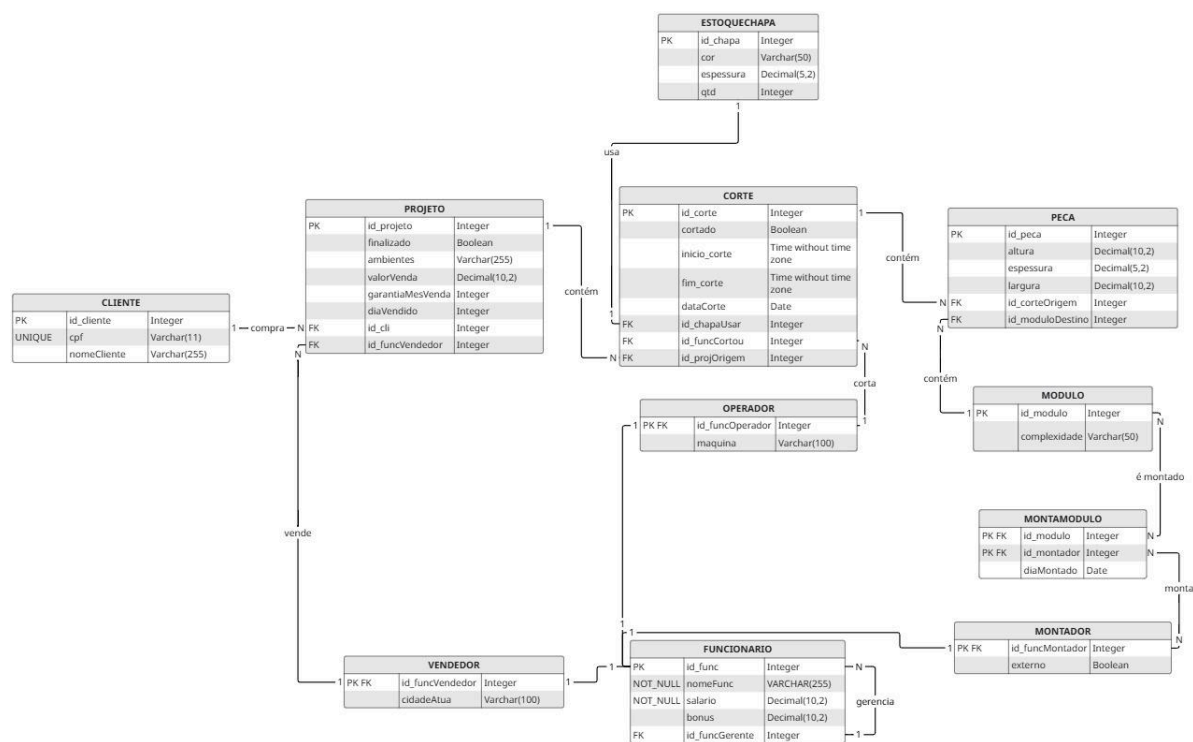 ESTOQUECHAPA
PK id_chapa Integer
cor Varchar(50)
espessura Decimal(5,2)
qtd Integer
1
usa
1
CORTE
PK id_corte Integer
cortado Boolean
inicio_corte Time without time
zone
fim_corte Time without time
zone
dataCorte Date
FK id_chapaUsar Integer
FK id_funcCortou Integer
FK id_projOrigem Integer
PROJETO
PK id_projeto Integer
finalizado Boolean
ambientes Varchar(255)
valorVenda Decimal(10,2)
garantiaMesVenda Integer
diaVendido Integer
FK id_cli Integer
FK id_funcVendedor Integer
1
contém
N
1
contém
N
PECA
PK id_peca Integer
altura Decimal(10,2)
espessura Decimal(5,2)
largura Decimal(10,2)
FK id_corteOrigem Integer
FK id_moduloDestino Integer
CLIENTE
PK id_cliente Integer
UNIQUE cpf Varchar(11)
nomeCliente Varchar(255)
1 compra N
N
vende
1
N
corta
1
N
contém
1
OPERADOR
PK FK id_funcOperador Integer
maquina Varchar(100)
1
1
MODULO
PK id_modulo Integer
complexidade Varchar(50)
N
é montado
N
MONTAMODULO
PK FK id_modulo Integer
PK FK id_montador Integer
diaMontado Date
N
monta
N
MONTADOR
PK FK id_funcMontador Integer
externo Boolean
1
1
VENDEDOR
PK FK id_funcVendedor Integer
cidadeAtua Varchar(100)
1
1
FUNCIONARIO
PK id_func Integer
NOT_NULL nomeFunc VARCHAR(255)
NOT_NULL salario Decimal(10,2)
bonus Decimal(10,2)
FK id_funcGerente Integer
N
gerencia
1